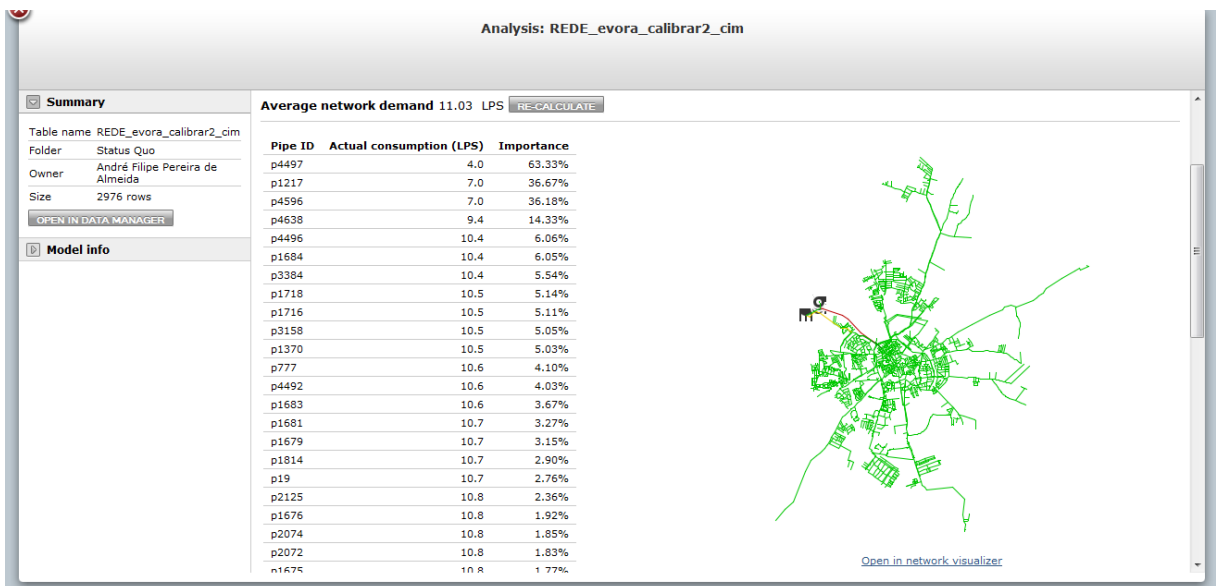 Analysis: REDE_evora_calibrar2_cim
Summary
Table name REDE_evora_calibrar2_cim
Folder Status Quo
Owner André Filipe Pereira de
Almeida
Size 2976 rows
OPEN IN DATA MANAGER
Model info
Average network demand 11.03 LPS RE-CALCULATE
Pipe ID Actual consumption (LPS) Importance
p4497 4.0 63.33%
p1217 7.0 36.67%
p4596 7.0 36.18%
p4638 9.4 14.33%
p4496 10.4 6.06%
p1684 10.4 6.05%
p3384 10.4 5.54%
p1718 10.5 5.14%
p1716 10.5 5.11%
p3158 10.5 5.05%
p1370 10.5 5.03%
p777 10.6 4.10%
p4492 10.6 4.03%
p1683 10.6 3.67%
p1681 10.7 3.27%
p1679 10.7 3.15%
p1814 10.7 2.90%
p19 10.7 2.76%
p2125 10.8 2.36%
p1676 10.8 1.92%
p2074 10.8 1.85%
p2072 10.8 1.83%
p1675 10.8 1.77%
Open in network visualizer